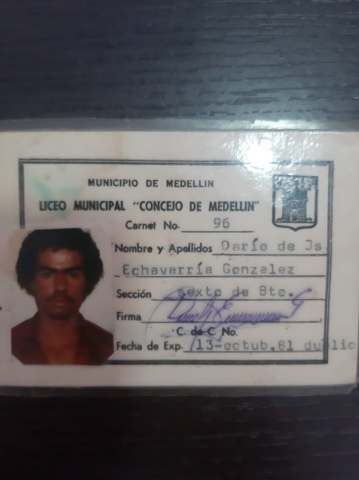 MUNICIPIO DE MEDELLIN
LICEO MUNICIPAL "CONCEJO DE MEDELLIN"
Carnet No. 96
Nombre y Apellidos Darío de Js
Echavarría Gonzalez
Sección sexto de Bto.
Firma
C. de C. No.
Fecha de Exp. 13-octub.81 duplic